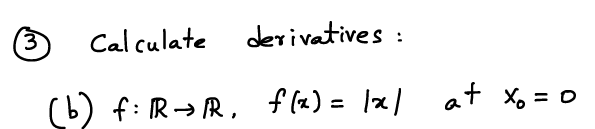 ③ Calculate derivatives :
(b) f: ℝ → ℝ, f(x) = |x| at x₀ = 0